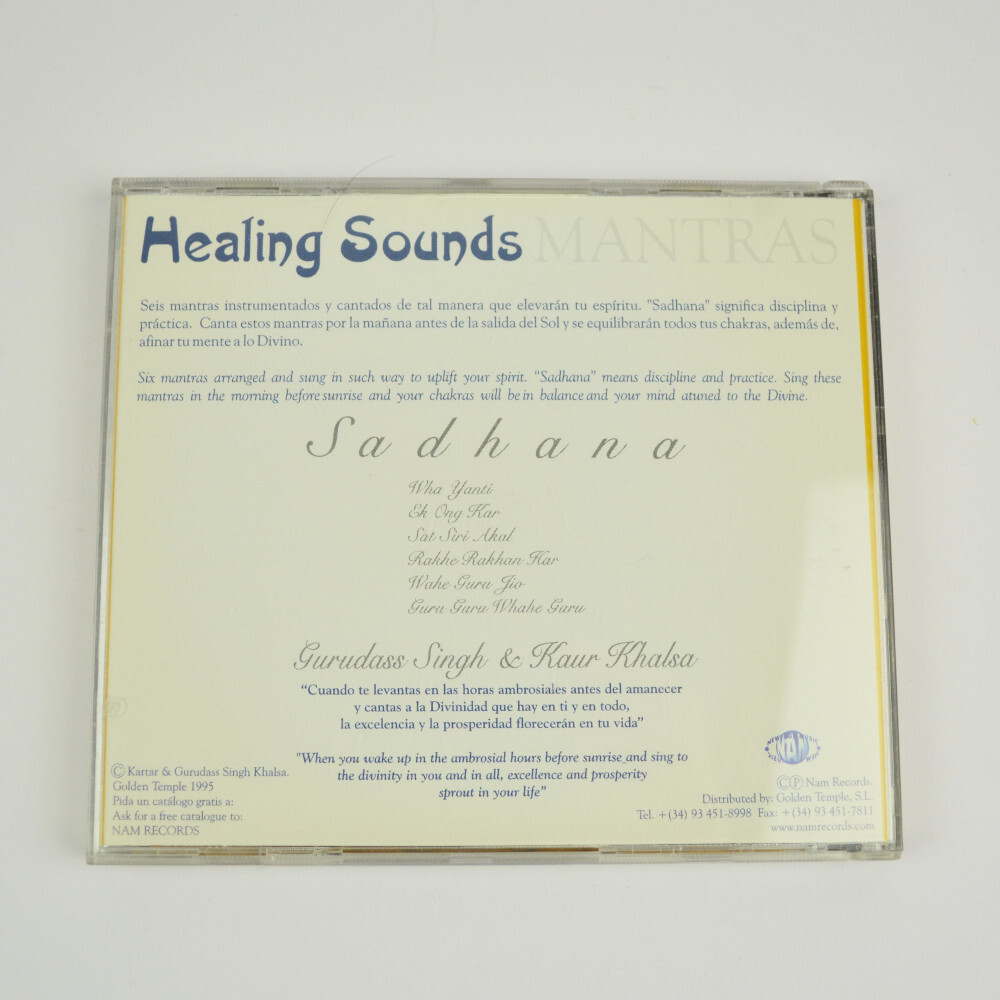 Healing Sounds MANTRAS
Seis mantras instrumentados y cantados de tal manera que elevarán tu espíritu. "Sadhana" significa disciplina y
práctica. Canta estos mantras por la mañana antes de la salida del Sol y se equilibrarán todos tus chakras, además de,
afinar tu mente a lo Divino.
Six mantras arranged and sung in such way to uplift your spirit. "Sadhana" means discipline and practice. Sing these
mantras in the morning before sunrise and your chakras will be in balance and your mind atuned to the Divine.
Sadhana
Wha Yanti
Ek Ong Kar
Sat Siri Akal
Rakhe Rakhan Har
Wahe Guru Jio
Guru Guru Whahe Guru
Gurudass Singh & Kaur Khalsa
“Cuando te levantas en las horas ambrosiales antes del amanecer
y cantas a la Divinidad que hay en ti y en todo,
la excelencia y la prosperidad florecerán en tu vida”
"When you wake up in the ambrosial hours before sunrise and sing to
the divinity in you and in all, excellence and prosperity
sprout in your life”
© Kartar & Gurudass Singh Khalsa.
Golden Temple 1995
Pida un catálogo gratis a:
Ask for a free catalogue to:
NAM RECORDS
NAM
©℗ Nam Records.
Distributed by: Golden Temple, S.L.
Tel. +(34) 93 451-8998 Fax: +(34) 93 451-7811
www.namrecords.com